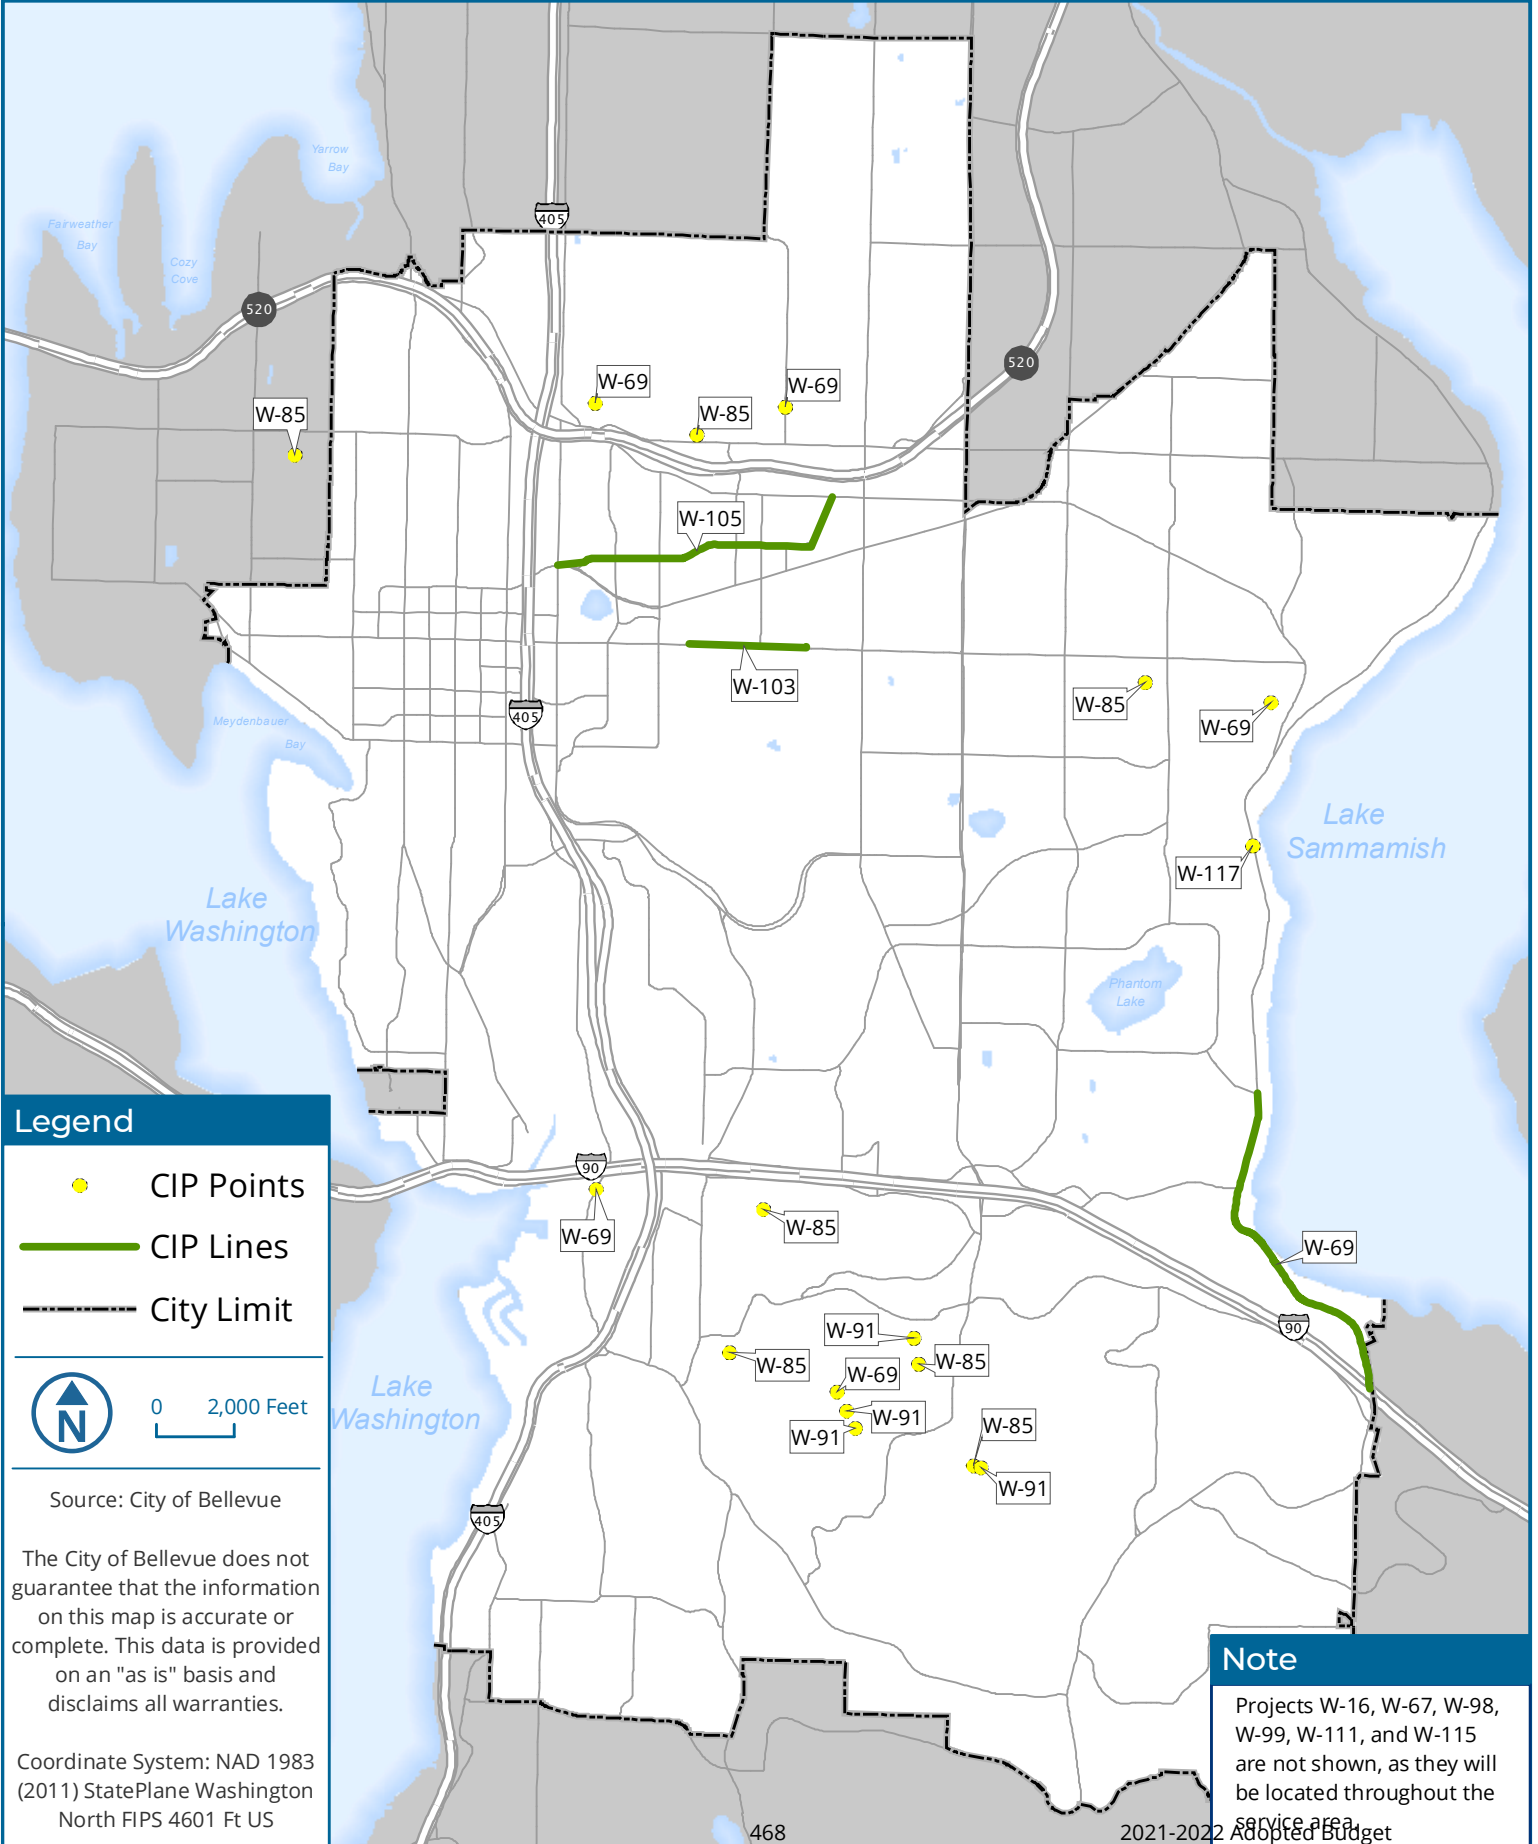 405
Yarrow
Bay
Fairweather
Bay
Cozy
Cove
520
520
W-69
W-69
W-85
W-85
W-105
W-103
W-85
W-69
405
Meydenbauer
Bay
Lake
Sammamish
W-117
Lake
Washington
Phantom
Lake
90
W-69
W-85
W-69
90
W-91
W-85
W-85
W-69
W-91
W-91
W-85
W-91
Lake
Washington
405
Legend
CIP Points
CIP Lines
City Limit
N
0 2,000 Feet
Source: City of Bellevue
The City of Bellevue does not
guarantee that the information
on this map is accurate or
complete. This data is provided
on an "as is" basis and
disclaims all warranties.
Coordinate System: NAD 1983
(2011) StatePlane Washington
North FIPS 4601 Ft US
Note
Projects W-16, W-67, W-98,
W-99, W-111, and W-115
are not shown, as they will
be located throughout the
service area.
468
2021-2022 Adopted Budget